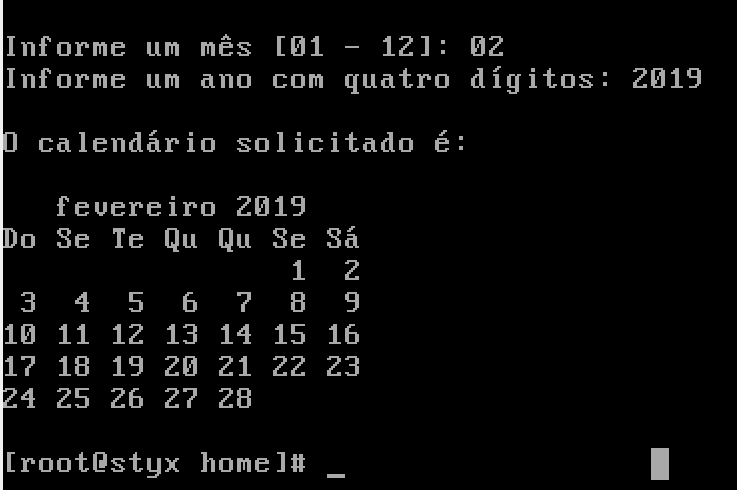 Informe um mês [01 - 12]: 02
Informe um ano com quatro dígitos: 2019
O calendário solicitado é:
fevereiro 2019
Do Se Te Qu Qu Se Sá
1 2
3 4 5 6 7 8 9
10 11 12 13 14 15 16
17 18 19 20 21 22 23
24 25 26 27 28
[root@styx home]# _